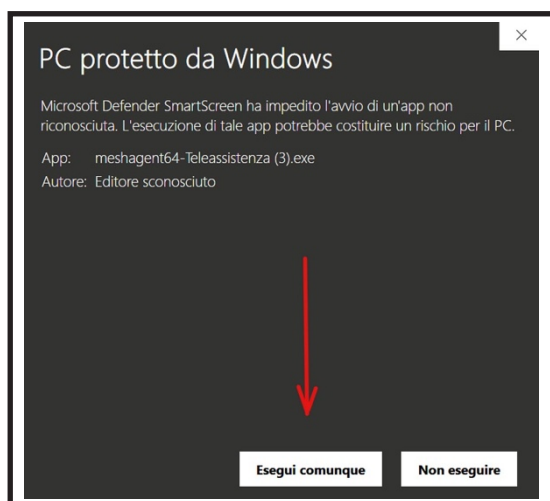 PC protetto da Windows
Microsoft Defender SmartScreen ha impedito l'avvio di un'app non
riconosciuta. L'esecuzione di tale app potrebbe costituire un rischio per il PC.
App: meshagent64-Teleassistenza (3).exe
Autore: Editore sconosciuto
Esegui comunque Non eseguire